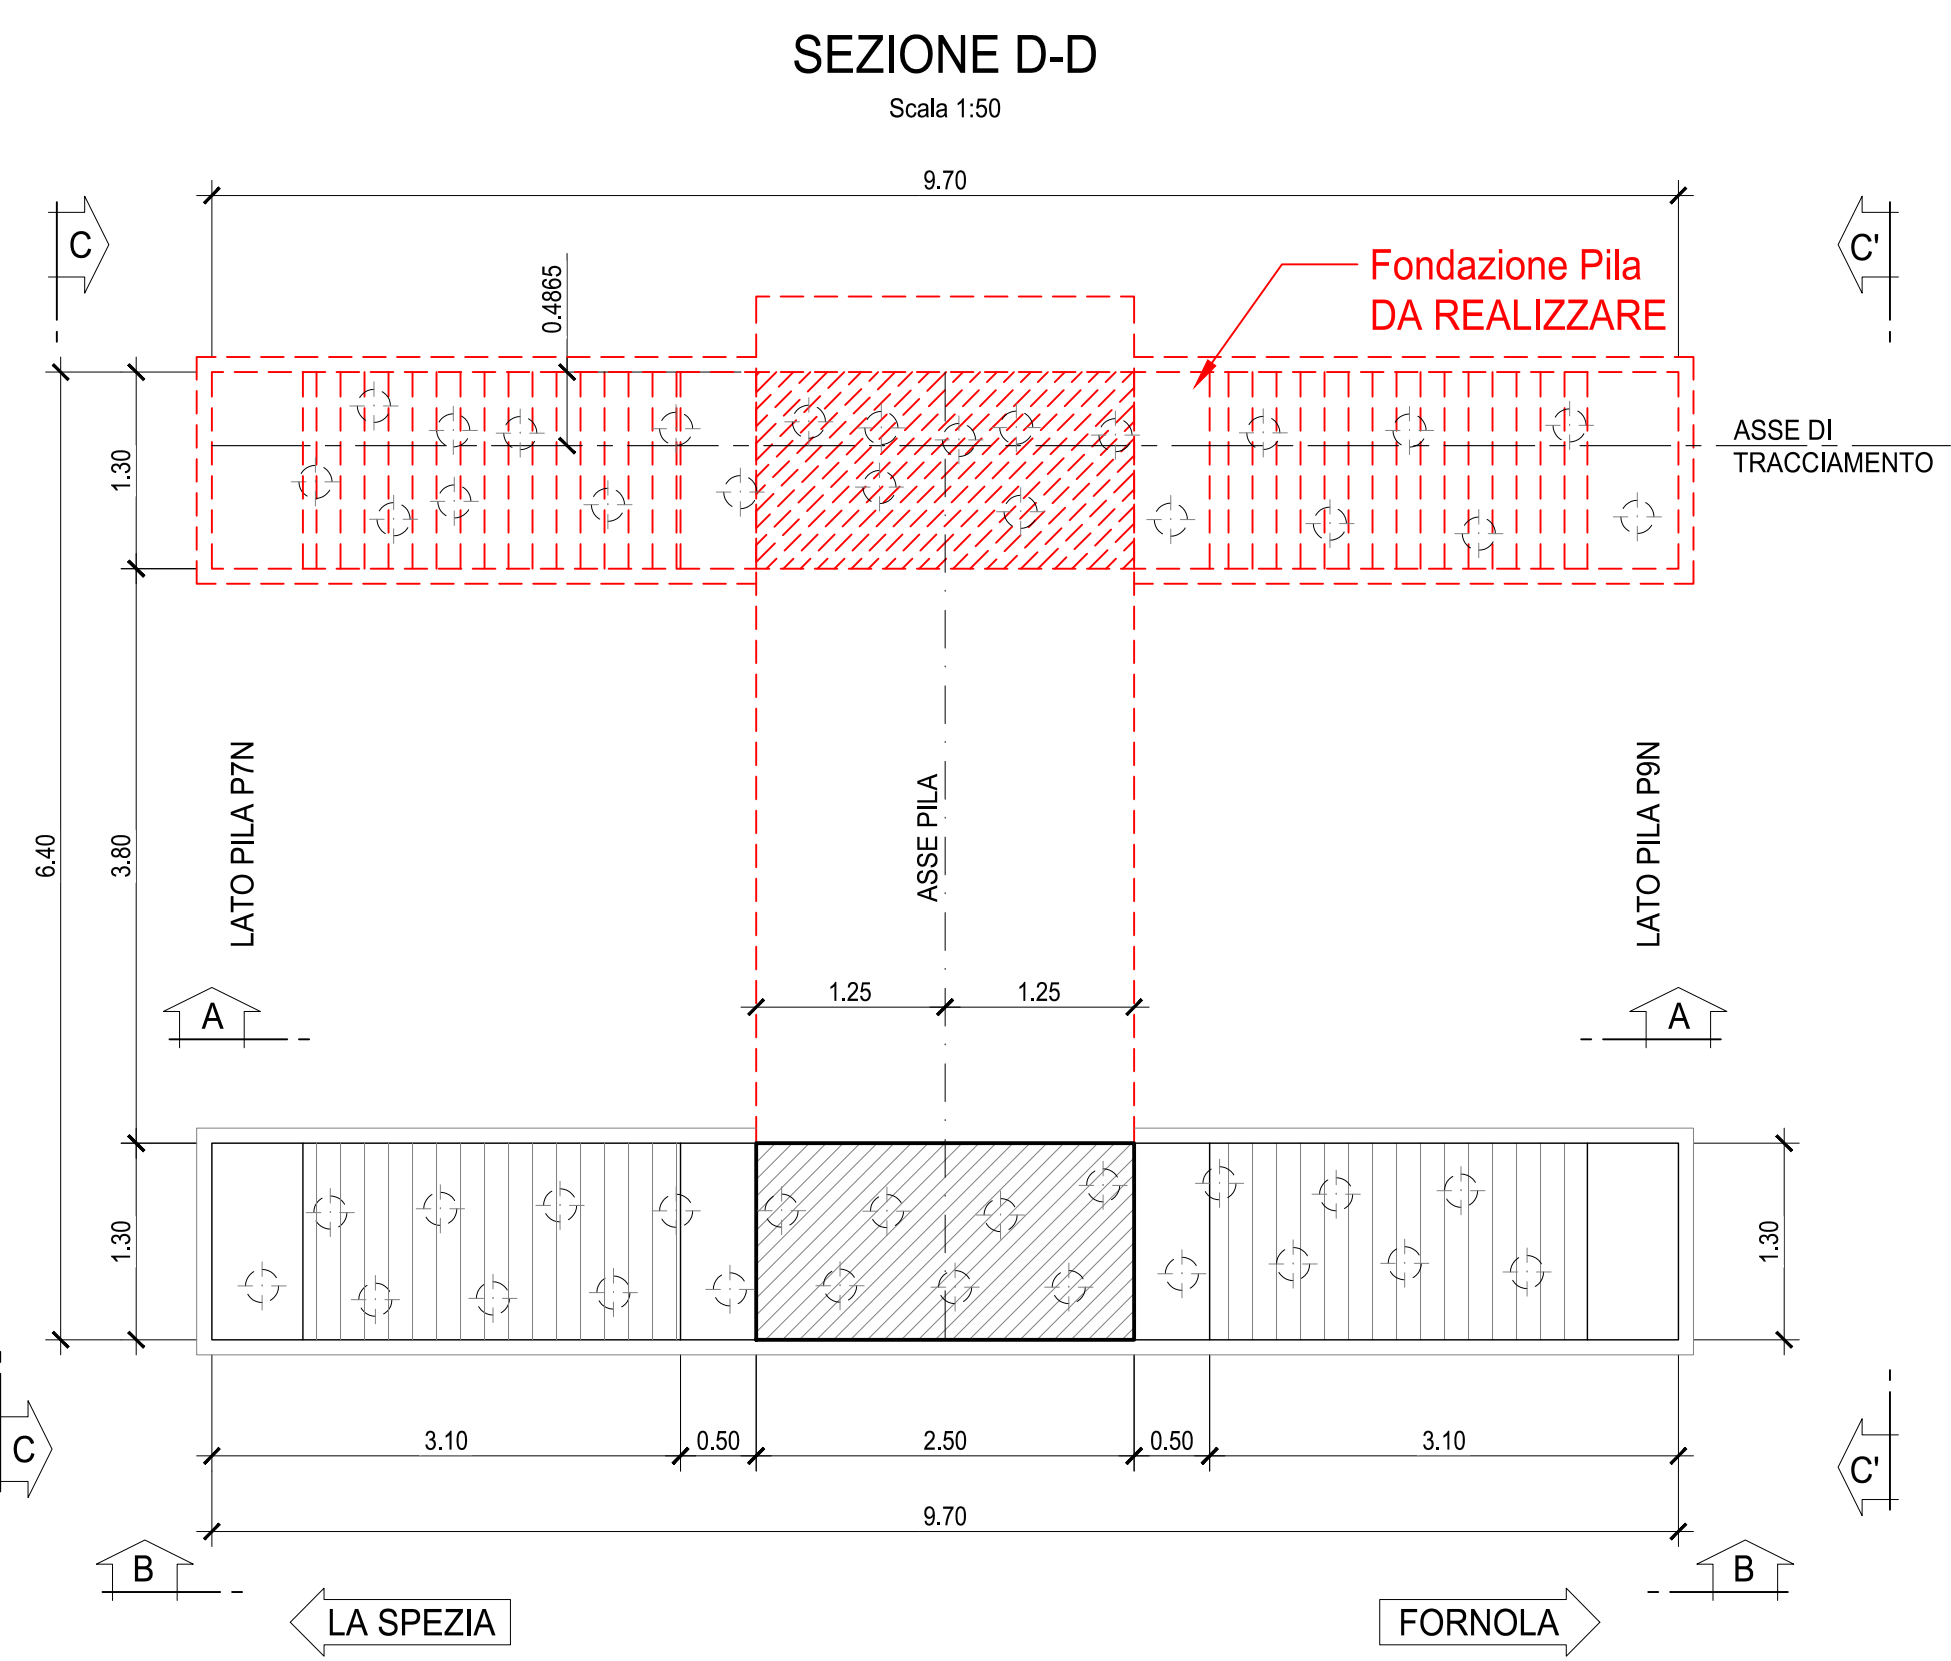 SEZIONE D-D
Scala 1:50
9.70
C
C'
0.4865
Fondazione Pila
DA REALIZZARE
ASSE DI
TRACCIAMENTO
1.30
6.40
3.80
LATO PILA P7N
ASSE PILA
LATO PILA P9N
1.25
1.25
A
A
1.30
1.30
C
3.10
0.50
2.50
0.50
3.10
C'
9.70
B
B
LA SPEZIA
FORNOLA